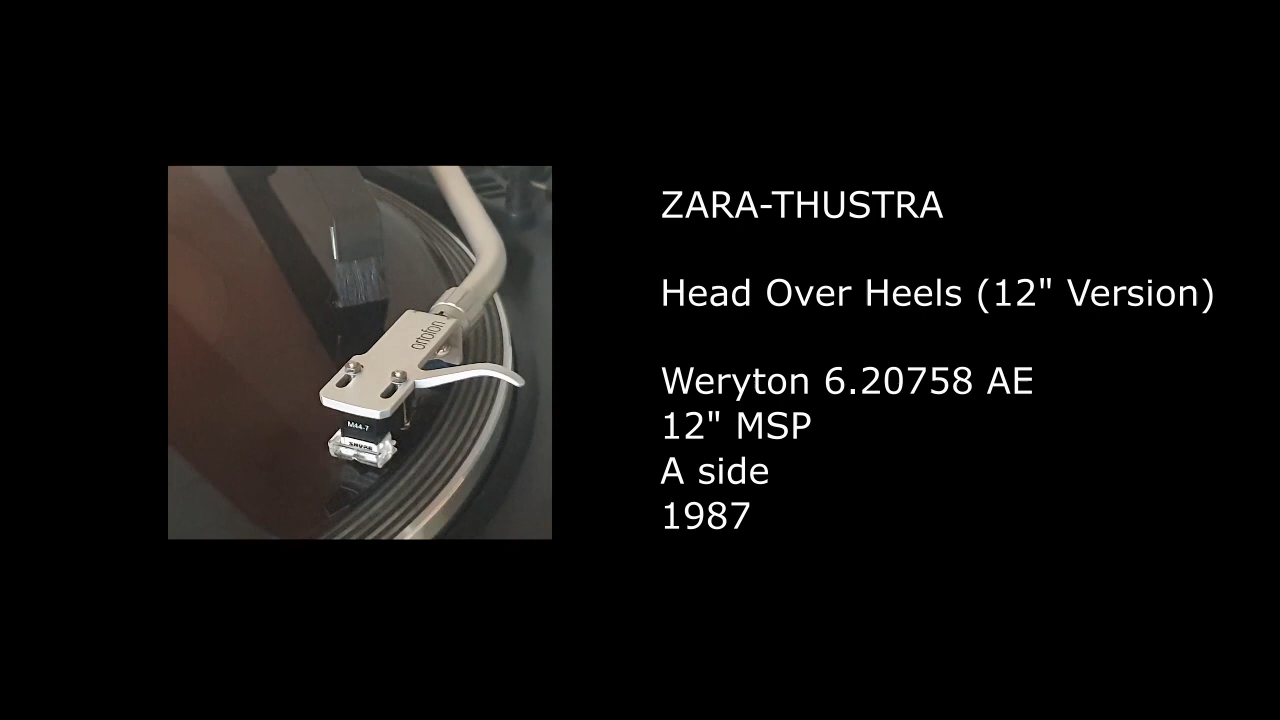 ZARA-THUSTRA
Head Over Heels (12" Version)
Weryton 6.20758 AE
12" MSP
A side
1987
ortofon
M44-7
SHURE